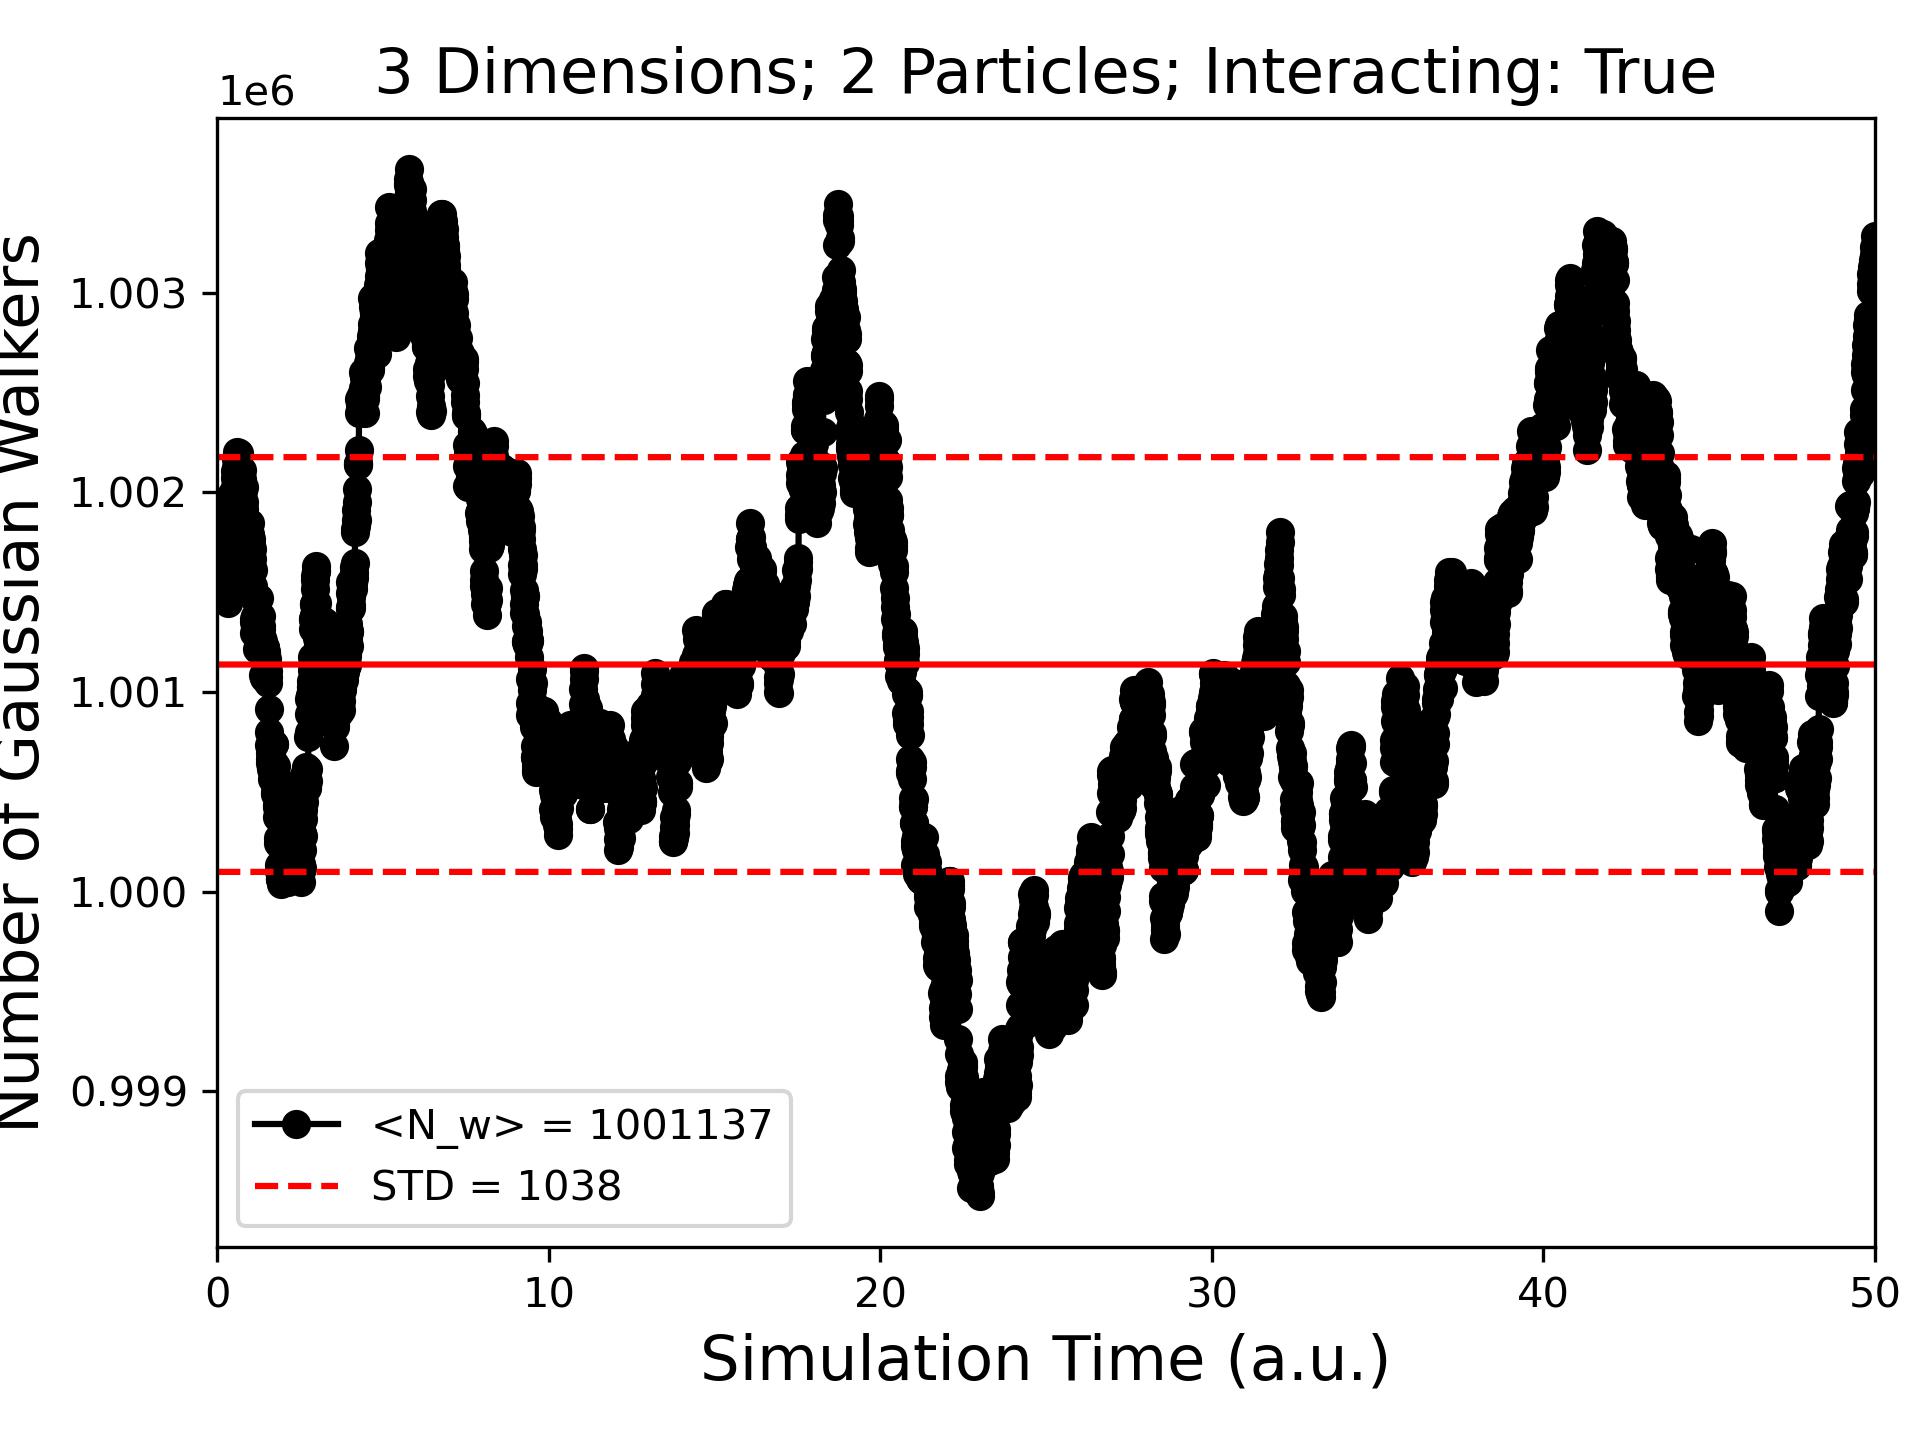 3 Dimensions; 2 Particles; Interacting: True
1e6
Number of Gaussian Walkers
1.003
1.002
1.001
1.000
0.999
<N_w> = 1001137
STD = 1038
0 10 20 30 40 50
Simulation Time (a.u.)